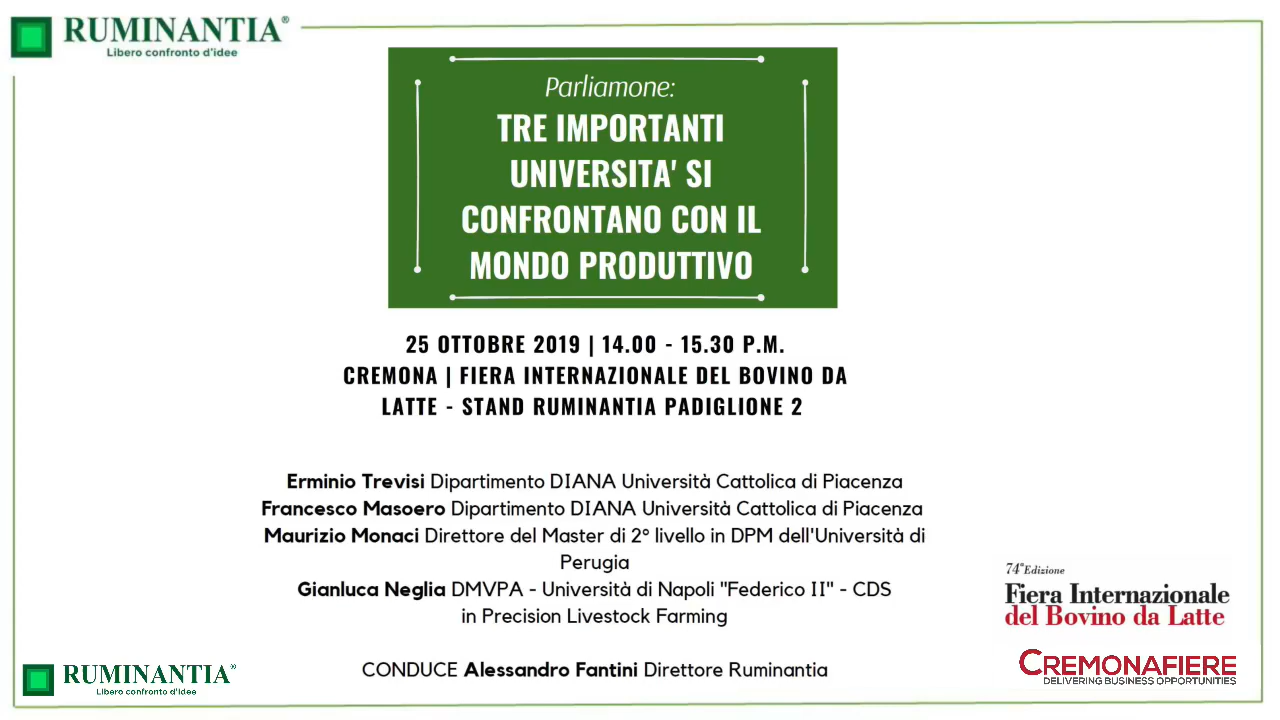 RUMINANTIA®
Libero confronto d'idee
Parliamone:
TRE IMPORTANTI
UNIVERSITA' SI
CONFRONTANO CON IL
MONDO PRODUTTIVO
25 OTTOBRE 2019 | 14.00 - 15.30 P.M.
CREMONA | FIERA INTERNAZIONALE DEL BOVINO DA
LATTE - STAND RUMINANTIA PADIGLIONE 2
Erminio Trevisi Dipartimento DIANA Università Cattolica di Piacenza
Francesco Masoero Dipartimento DIANA Università Cattolica di Piacenza
Maurizio Monaci Direttore del Master di 2° livello in DPM dell'Università di
Perugia
Gianluca Neglia DMVPA - Università di Napoli "Federico II" - CDS
in Precision Livestock Farming
CONDUCE Alessandro Fantini Direttore Ruminantia
74ª Edizione
Fiera Internazionale
del Bovino da Latte
CREMONAFIERE
DELIVERING BUSINESS OPPORTUNITIES
RUMINANTIA®
Libero confronto d'idee